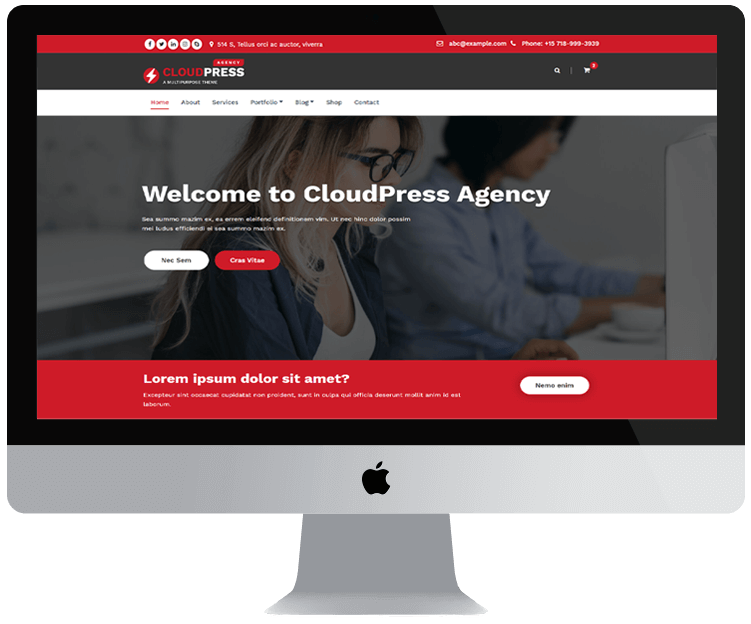 514 S, Tellus orci ac auctor, viverra
abc@example.com Phone: +15 718-999-3939
AGENCY
CLOUDPRESS
A MULTIPURPOSE THEME
2
Home About Services Portfolio Blog Shop Contact
Welcome to CloudPress Agency
Sea summo mazim ex, ea errem eleifend definitionem vim. Ut nec hino dolor possim
mei ludus efficiendi ei sea summo mazim ex.
Nec Sem Cras Vitae
Lorem ipsum dolor sit amet?
Excepteur sint occaecat cupidatat non proident, sunt in culpa qui officia deserunt mollit anim id est
laborum.
Nemo enim